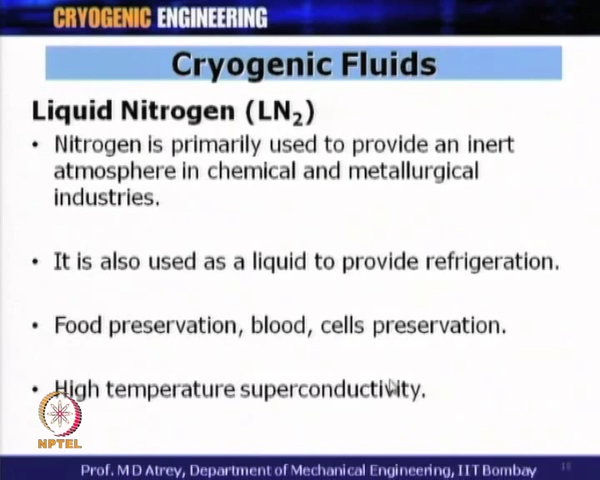 CRYOGENIC ENGINEERING
Cryogenic Fluids
Liquid Nitrogen (LN₂)
• Nitrogen is primarily used to provide an inert
atmosphere in chemical and metallurgical
industries.
• It is also used as a liquid to provide refrigeration.
• Food preservation, blood, cells preservation.
• High temperature superconductivity.
NPTEL
Prof. M D Atrey, Department of Mechanical Engineering, IIT Bombay
18